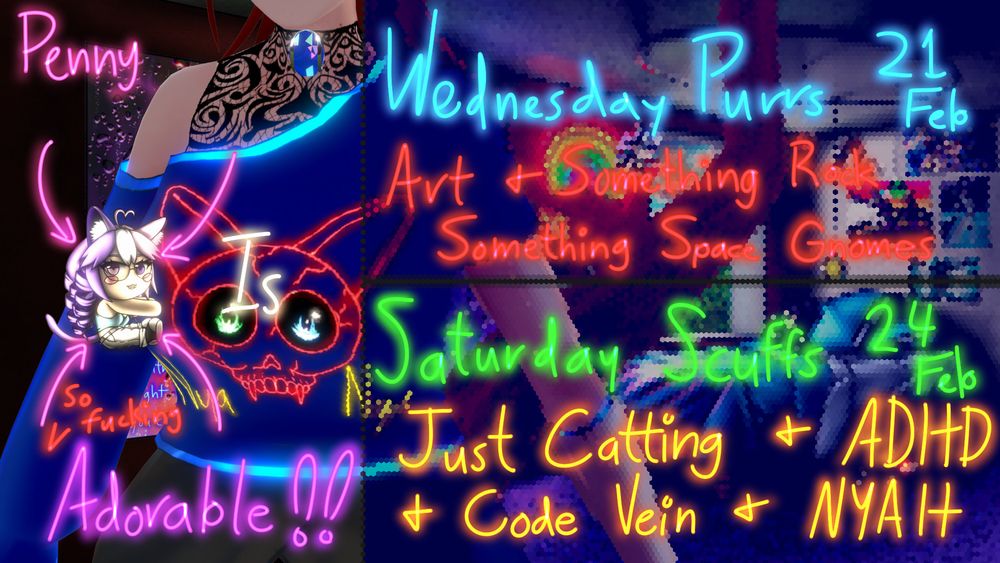 Penny
Is
so
fucking
Adorable!!
Wednesday Purrs 21
Feb
Art + Something Rock
Something Space Gnomes
Saturday Scuffs 24
Feb
Just Catting + ADHD
+ Code Vein + NYAH